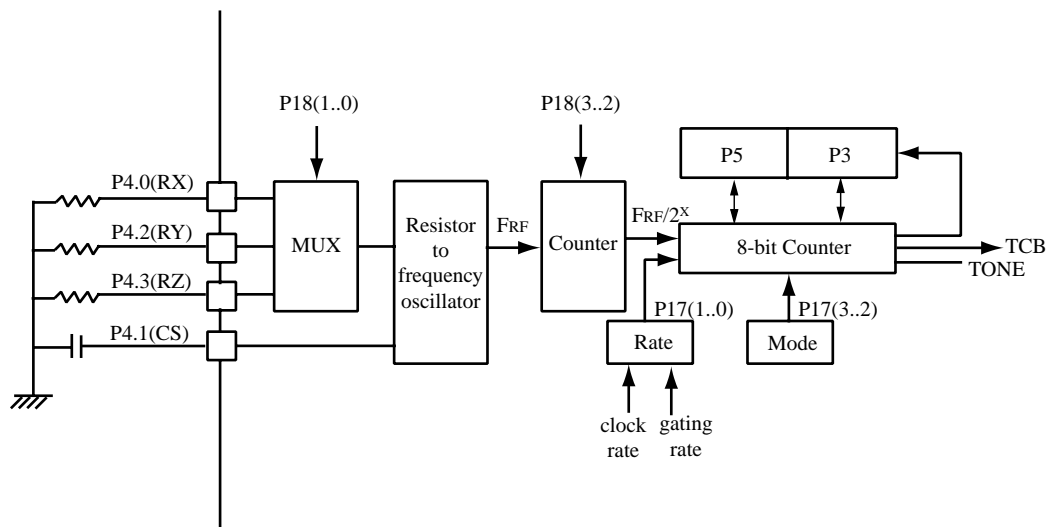 P18(1..0)
P18(3..2)
P5
P3
P4.0(RX)
P4.2(RY)
P4.3(RZ)
P4.1(CS)
MUX
Resistor
to
frequency
oscillator
FRF
Counter
FRF/2X
8-bit Counter
TCB
TONE
P17(1..0)
P17(3..2)
Rate
Mode
clock
rate
gating
rate